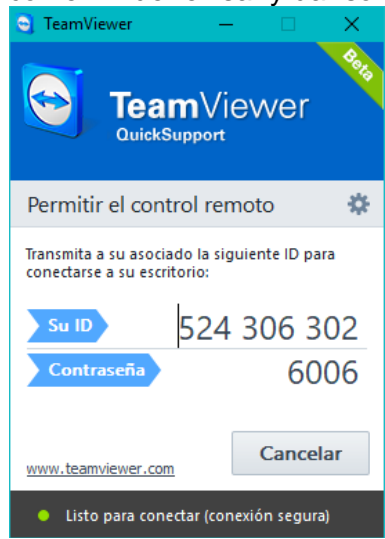 TeamViewer
Beta
TeamViewer
QuickSupport
Permitir el control remoto
Transmita a su asociado la siguiente ID para
conectarse a su escritorio:
Su ID 524 306 302
Contraseña 6006
Cancelar
www.teamviewer.com
Listo para conectar (conexión segura)